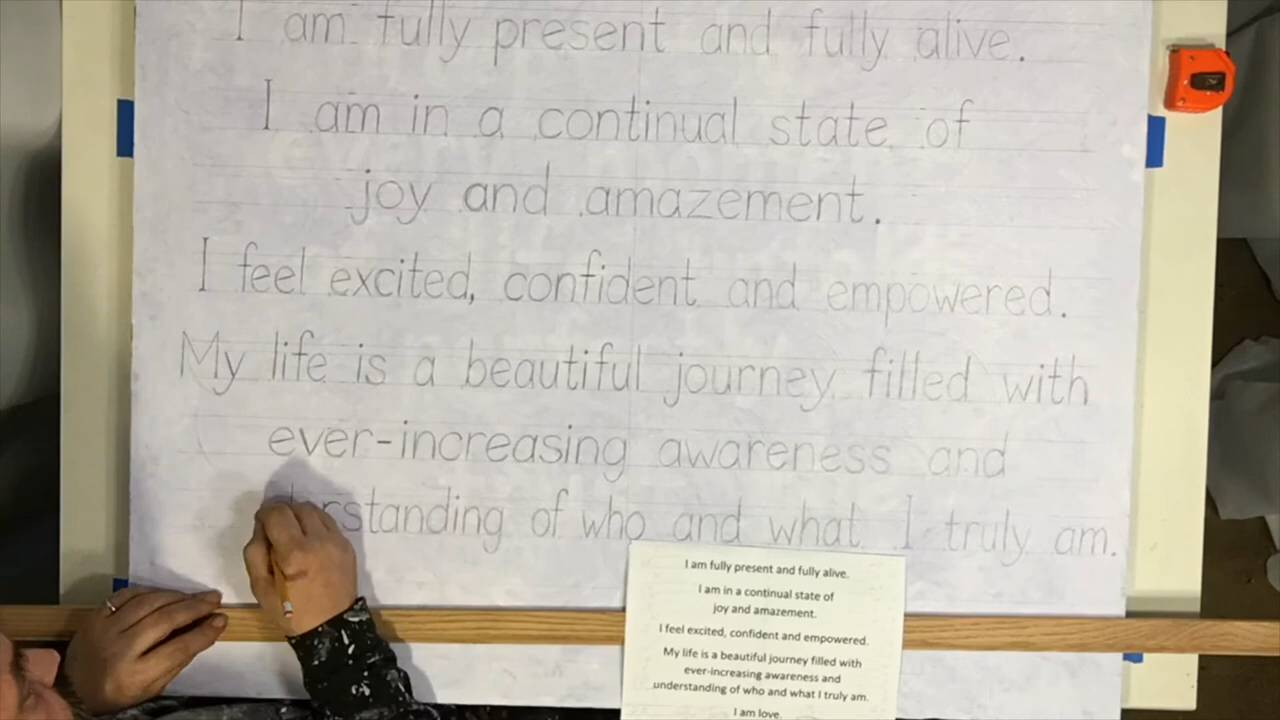 I am fully present and fully alive.
I am in a continual state of
joy and amazement.
I feel excited, confident and empowered.
My life is a beautiful journey filled with
ever-increasing awareness and
derstanding of who and what I truly am.
I am fully present and fully alive.
I am in a continual state of
joy and amazement.
I feel excited, confident and empowered.
My life is a beautiful journey filled with
ever-increasing awareness and
understanding of who and what I truly am.
I am love.